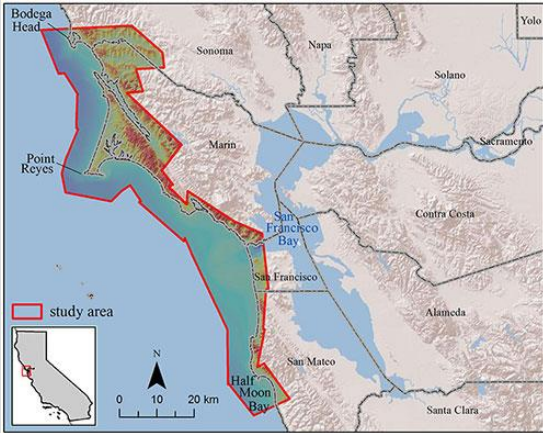 Bodega
Head
Sonoma
Napa
Yolo
Solano
Sacramento
Marin
Point
Reyes
San
Francisco
Bay
Contra Costa
San Francisco
study area
Alameda
San Mateo
N
Half
Moon
Bay
0 10 20 km
Santa Clara